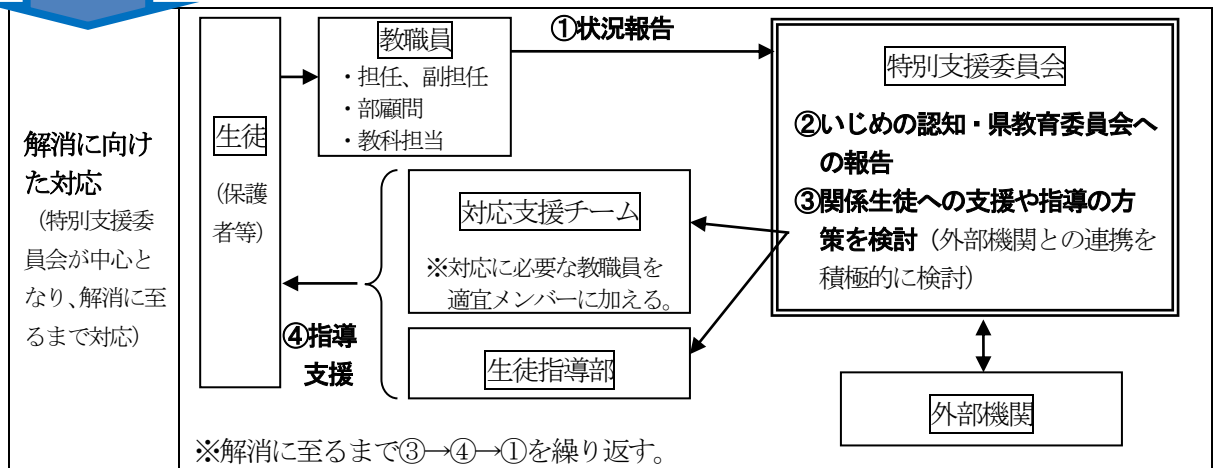 解消に向け
た対応
（特別支援委
員会が中心と
なり、解消に至
るまで対応）
生徒
（保護
者等）
教職員
・担任、副担任
・部顧問
・教科担当
①状況報告
特別支援委員会
②いじめの認知・県教育委員会へ
の報告
③関係生徒への支援や指導の方
策を検討（外部機関との連携を
積極的に検討）
対応支援チーム
※対応に必要な教職員を
適宜メンバーに加える。
④指導
支援
生徒指導部
外部機関
※解消に至るまで③→④→①を繰り返す。